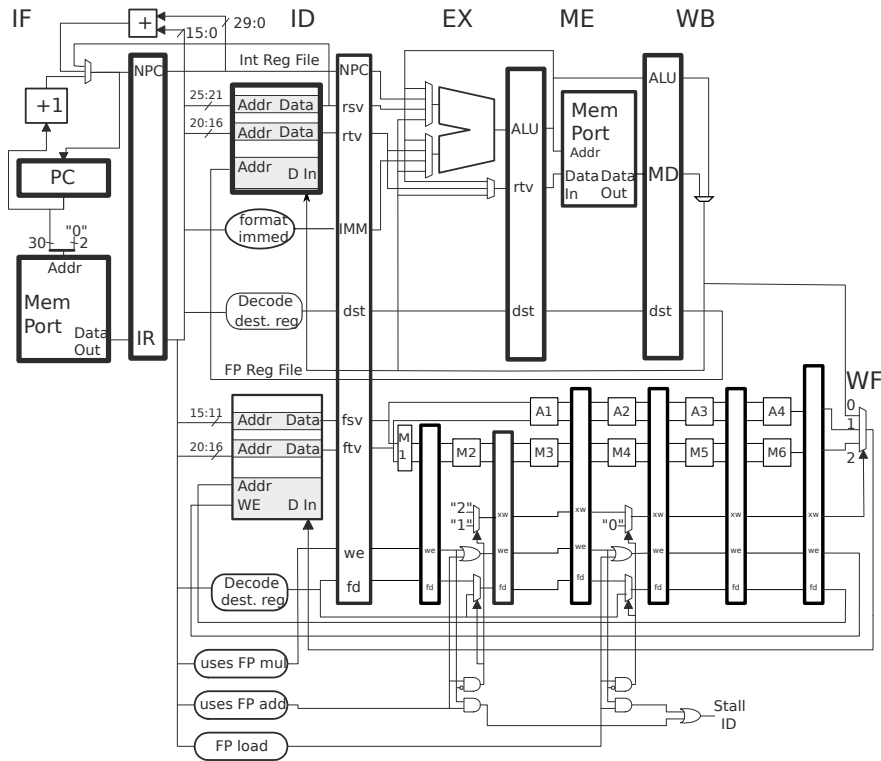 IF ID EX ME WB
+ 29:0
15:0
Int Reg File
NPC NPC ALU
+1
25:21 Addr Data rsv
20:16 Addr Data rtv
Addr D In
ALU
rtv
Mem Port
Addr
Data In Data Out
MD
PC
"0"
30 2
Addr
format immed
IMM
Mem Port
Data Out
IR
Decode dest. reg
dst dst dst
FP Reg File
WF
15:11 Addr Data fsv
20:16 Addr Data ftv
Addr
WE D In
A1 A2 A3 A4
M1 M2 M3 M4 M5 M6
0
1
2
"2"
"1"
"0"
xw xw xw xw xw
we we we we we we we
fd fd fd fd fd fd fd
Decode dest. reg
uses FP mul
uses FP add
FP load
Stall ID